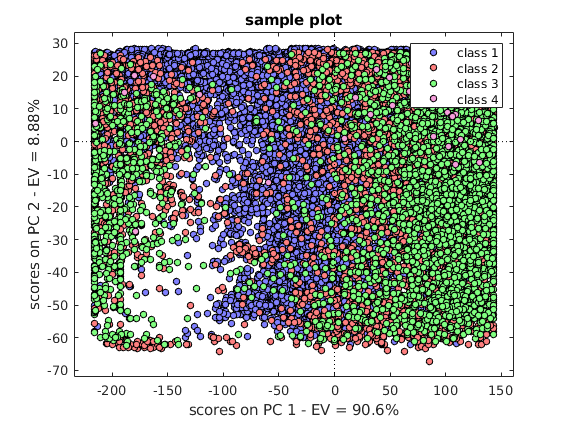 sample plot
class 1
class 2
class 3
class 4
30
20
10
0
-10
-20
-30
-40
-50
-60
-70
scores on PC 2 - EV = 8.88%
-200 -150 -100 -50 0 50 100 150
scores on PC 1 - EV = 90.6%